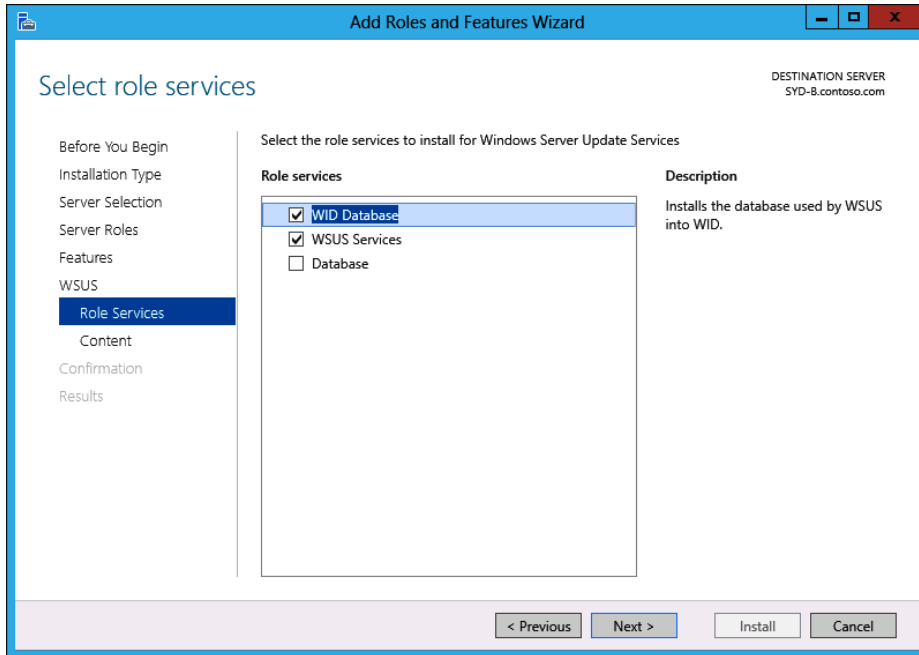 Add Roles and Features Wizard
Select role services
DESTINATION SERVER
SYD-B.contoso.com
Before You Begin
Installation Type
Server Selection
Server Roles
Features
WSUS
Role Services
Content
Confirmation
Results
Select the role services to install for Windows Server Update Services
Role services
WID Database
WSUS Services
Database
Description
Installs the database used by WSUS
into WID.
< Previous
Next >
Install
Cancel